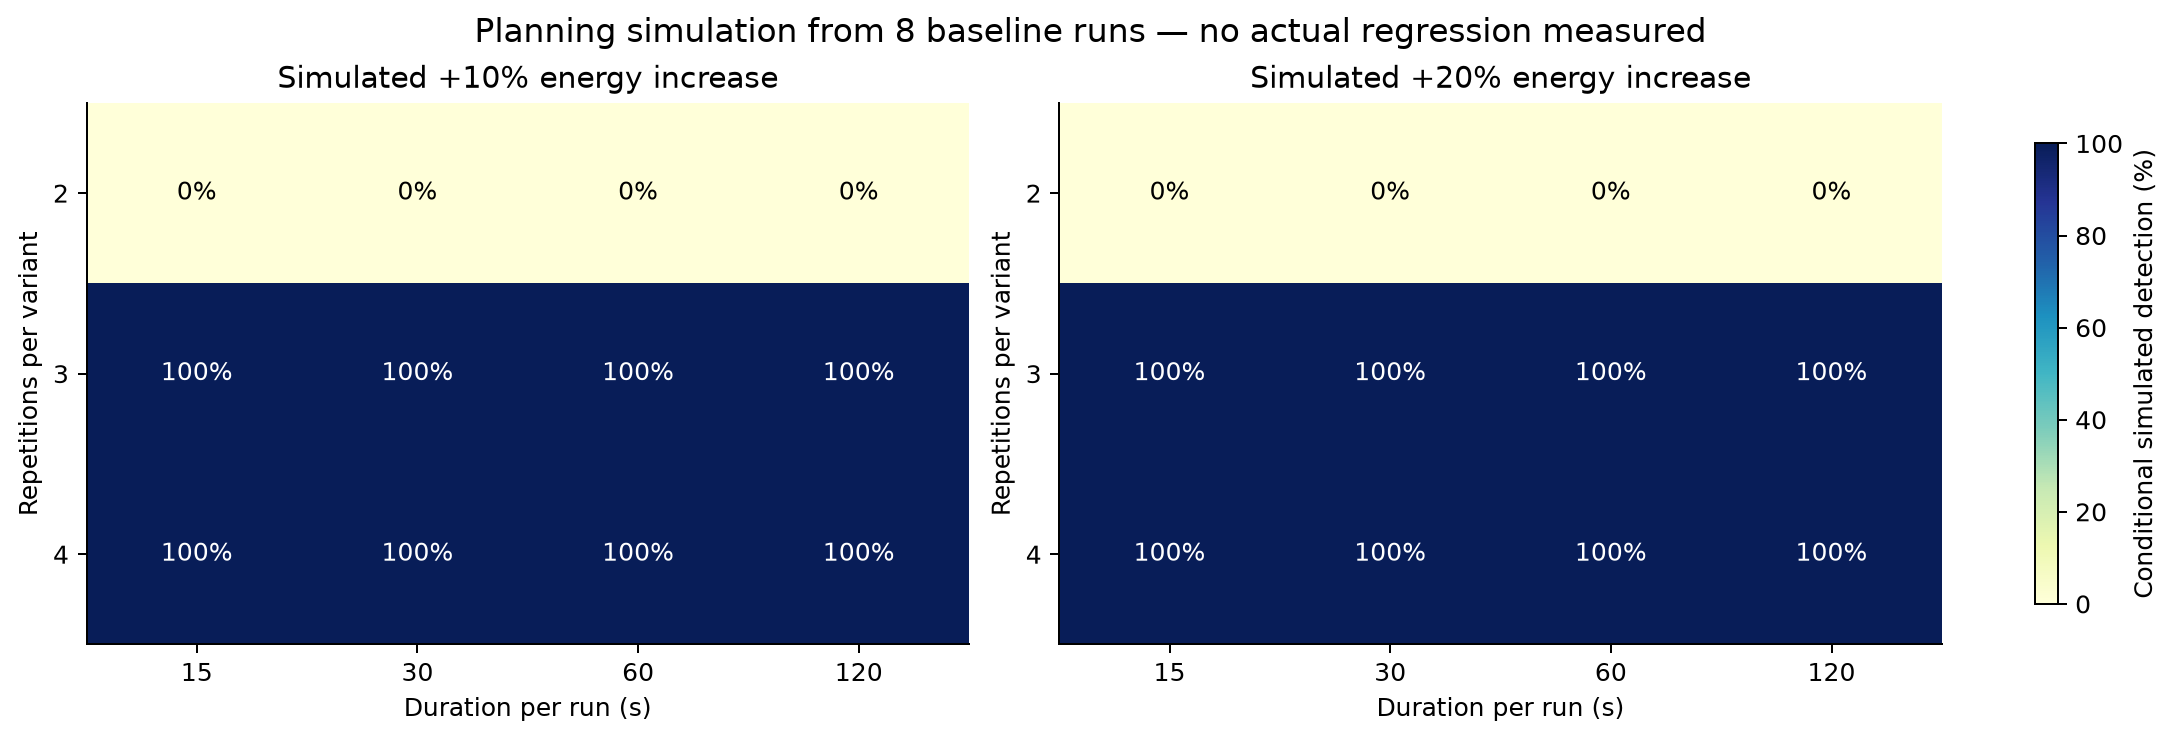 Planning simulation from 8 baseline runs — no actual regression measured
Simulated +10% energy increase
Repetitions per variant
2
0% 0% 0% 0%
3
100% 100% 100% 100%
4
100% 100% 100% 100%
15 30 60 120
Duration per run (s)
Simulated +20% energy increase
Repetitions per variant
2
0% 0% 0% 0%
3
100% 100% 100% 100%
4
100% 100% 100% 100%
15 30 60 120
Duration per run (s)
100
80
60
40
20
0
Conditional simulated detection (%)